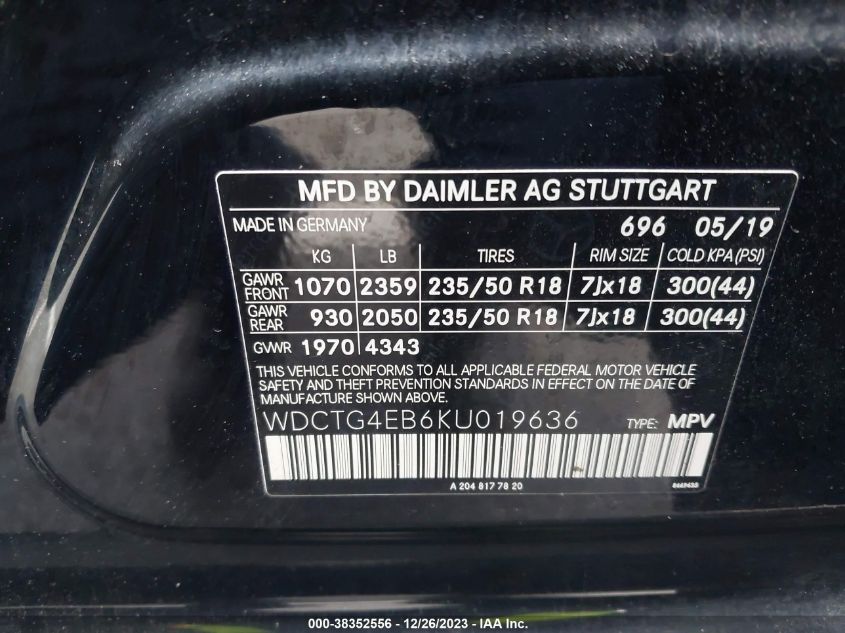 MFD BY DAIMLER AG STUTTGART
MADE IN GERMANY 696 05/19
KG LB TIRES RIM SIZE COLD KPA (PSI)
GAWR FRONT 1070 2359 235/50 R18 7Jx18 300(44)
GAWR REAR 930 2050 235/50 R18 7Jx18 300(44)
GVWR 1970 4343
THIS VEHICLE CONFORMS TO ALL APPLICABLE FEDERAL MOTOR VEHICLE
SAFETY AND THEFT PREVENTION STANDARDS IN EFFECT ON THE DATE OF
MANUFACTURE SHOWN ABOVE.
WDCTG4EB6KU019636 TYPE: MPV
A 204 817 78 20
000-38352556 - 12/26/2023 - IAA Inc.